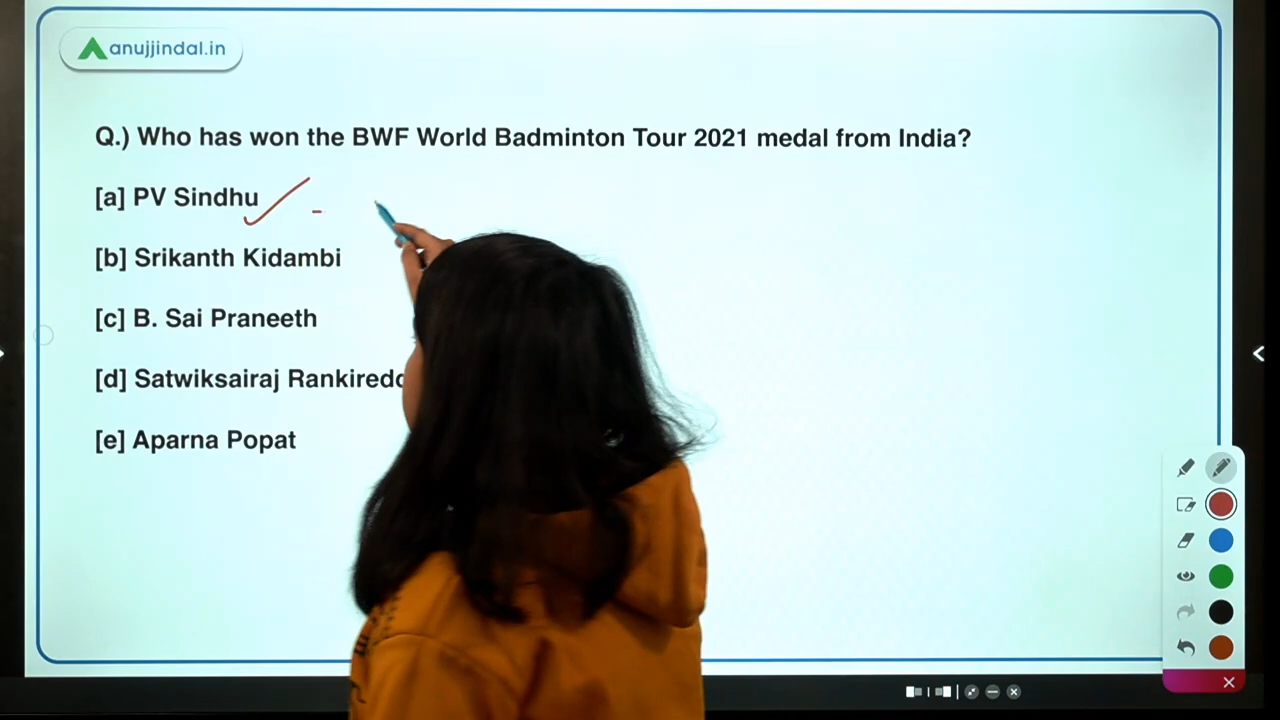 anujjindal.in
Q.) Who has won the BWF World Badminton Tour 2021 medal from India?
[a] PV Sindhu
[b] Srikanth Kidambi
[c] B. Sai Praneeth
[d] Satwiksairaj
[e] Aparna Popat